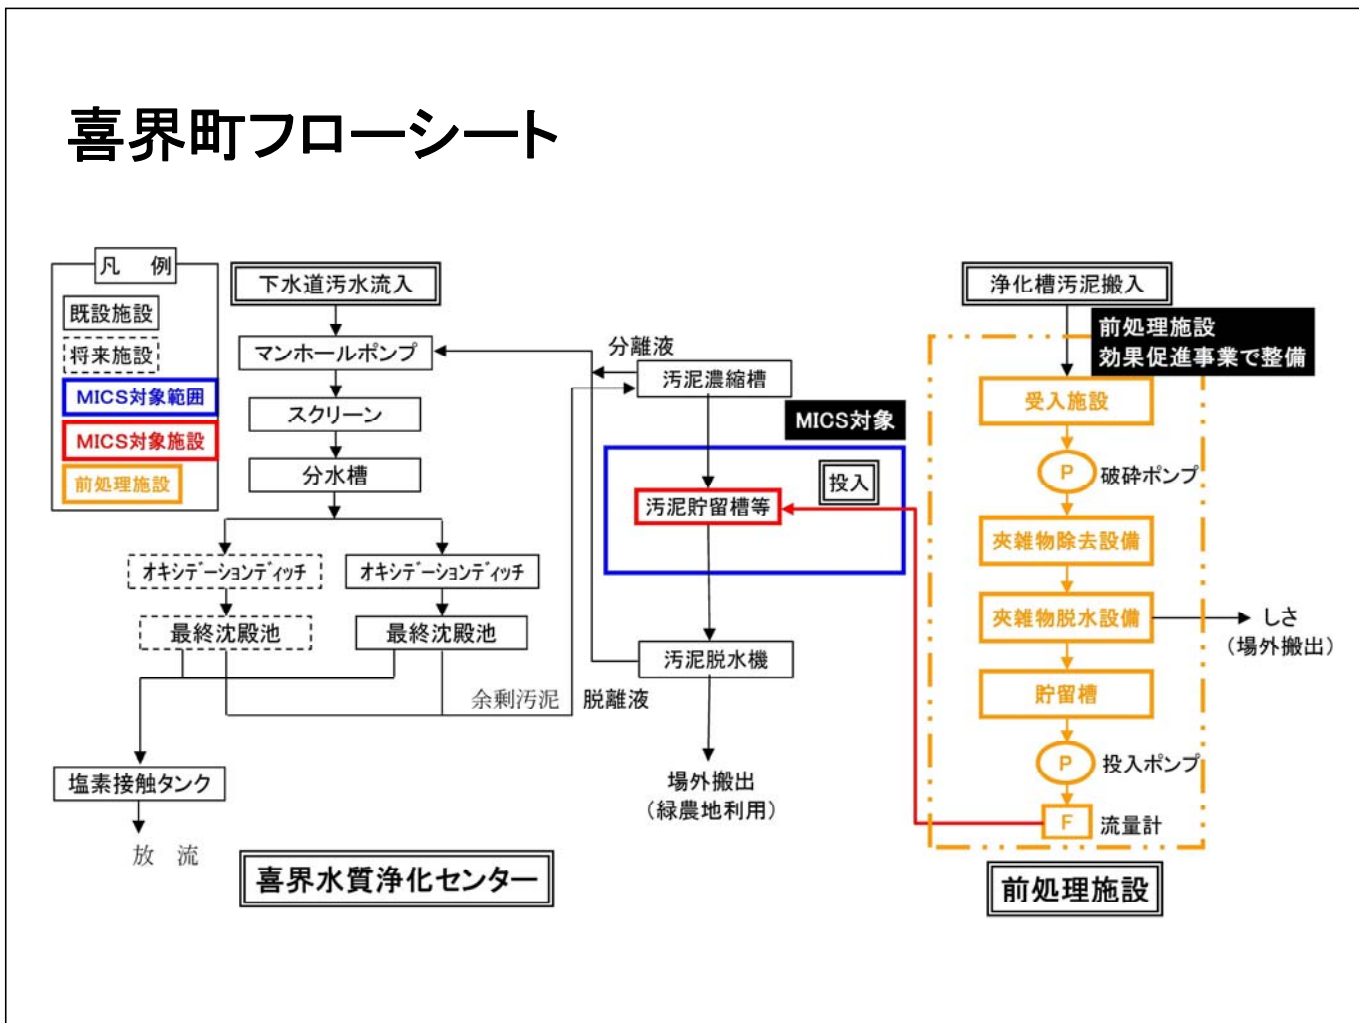 喜界町フローシート
凡 例
既設施設
将来施設
MICS対象範囲
MICS対象施設
前処理施設
下水道汚水流入
マンホールポンプ
スクリーン
分水槽
オキシデーションディッチ
オキシデーションディッチ
最終沈殿池
最終沈殿池
余剰汚泥
塩素接触タンク
放 流
喜界水質浄化センター
分離液
汚泥濃縮槽
MICS対象
投入
汚泥貯留槽等
汚泥脱水機
脱離液
場外搬出
（緑農地利用）
浄化槽汚泥搬入
前処理施設
効果促進事業で整備
受入施設
P
破砕ポンプ
夾雑物除去設備
夾雑物脱水設備
しさ
（場外搬出）
貯留槽
P
投入ポンプ
F
流量計
前処理施設